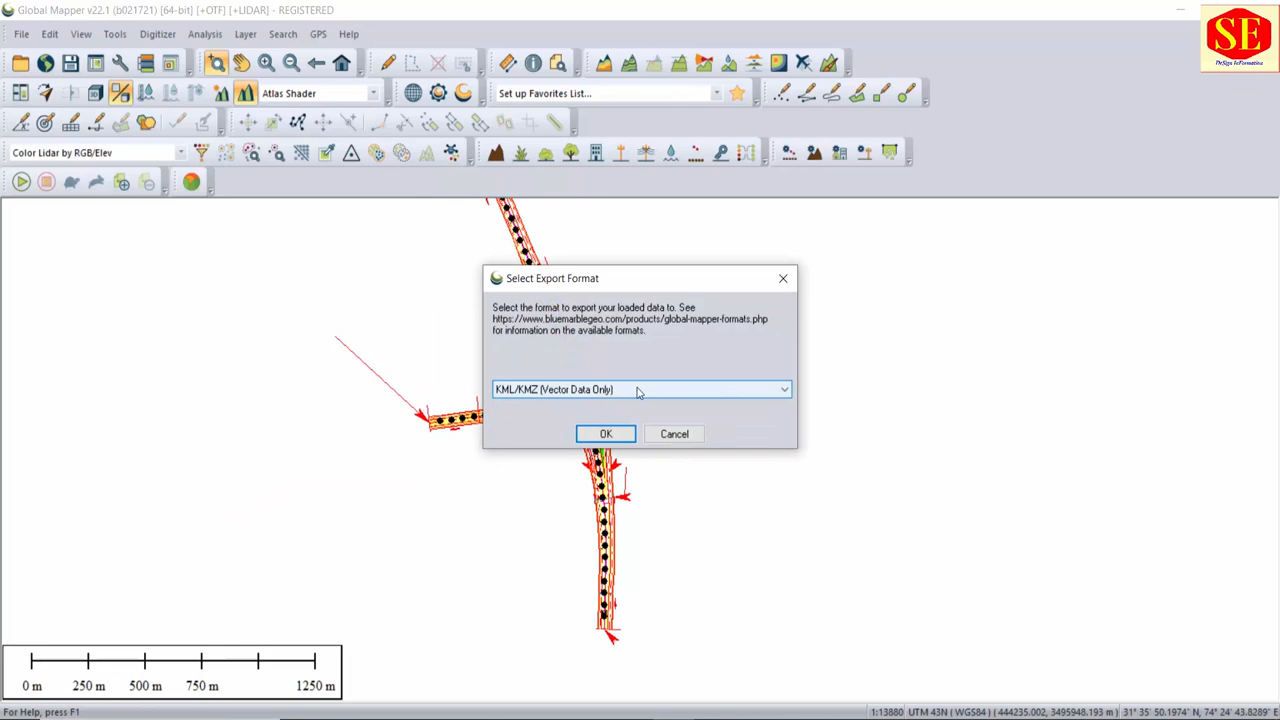 Global Mapper v22.1 (b021721) [64-bit] [+OTF] [+LIDAR] - REGISTERED
File Edit View Tools Digitizer Analysis Layer Search GPS Help
SE
DeSign InFormation
Atlas Shader
Set up Favorites List...
Color Lidar by RGB/Elev
Select Export Format
Select the format to export your loaded data to. See
https://www.bluemarblegeo.com/products/global-mapper-formats.php
for information on the available formats.
KML/KMZ (Vector Data Only)
OK Cancel
0 m 250 m 500 m 750 m 1250 m
For Help, press F1
1:13880 UTM 43N ( WGS84 ) ( 444235.002, 3495948.193 m ) 31° 35' 50.1974" N, 74° 24' 43.8289" E